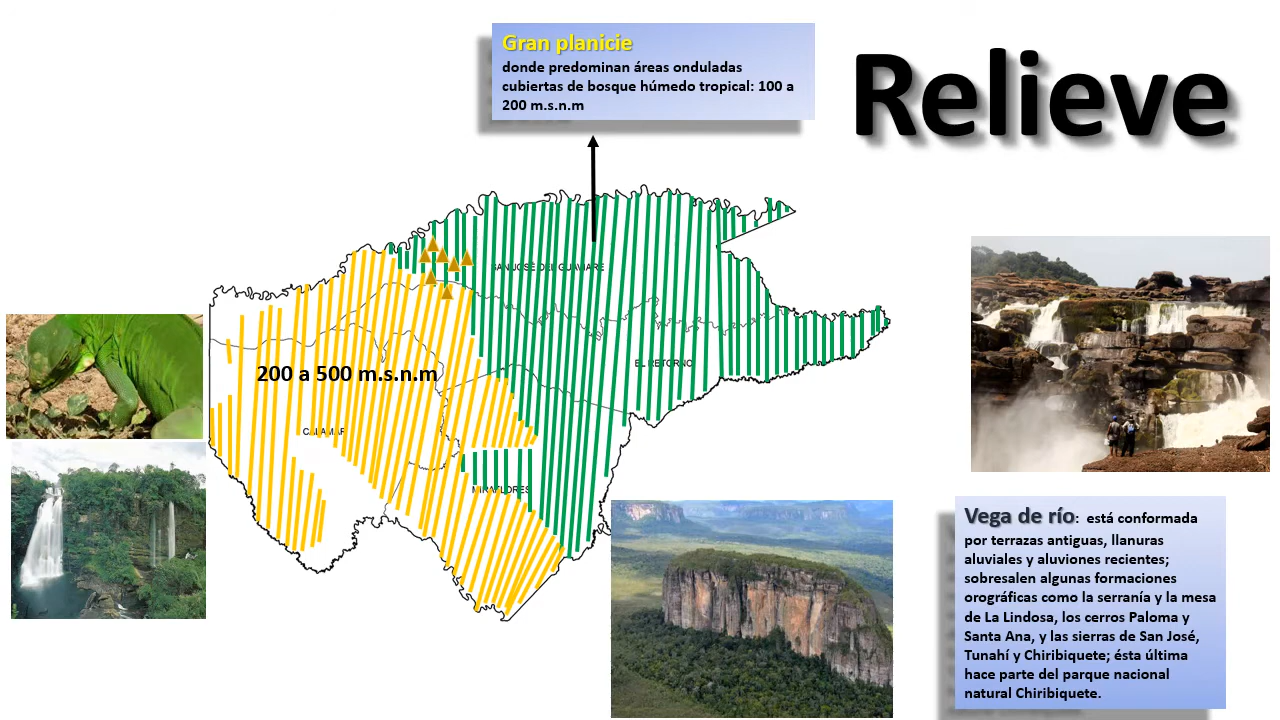 Relieve
Gran planicie
donde predominan áreas onduladas
cubiertas de bosque húmedo tropical: 100 a
200 m.s.n.m
SAN JOSÉ DEL GUAVIARE
EL RETORNO
200 a 500 m.s.n.m
CALAMAR
MIRAFLORES
Vega de río: está conformada
por terrazas antiguas, llanuras
aluviales y aluviones recientes;
sobresalen algunas formaciones
orográficas como la serranía y la mesa
de La Lindosa, los cerros Paloma y
Santa Ana, y las sierras de San José,
Tunahí y Chiribiquete; ésta última
hace parte del parque nacional
natural Chiribiquete.